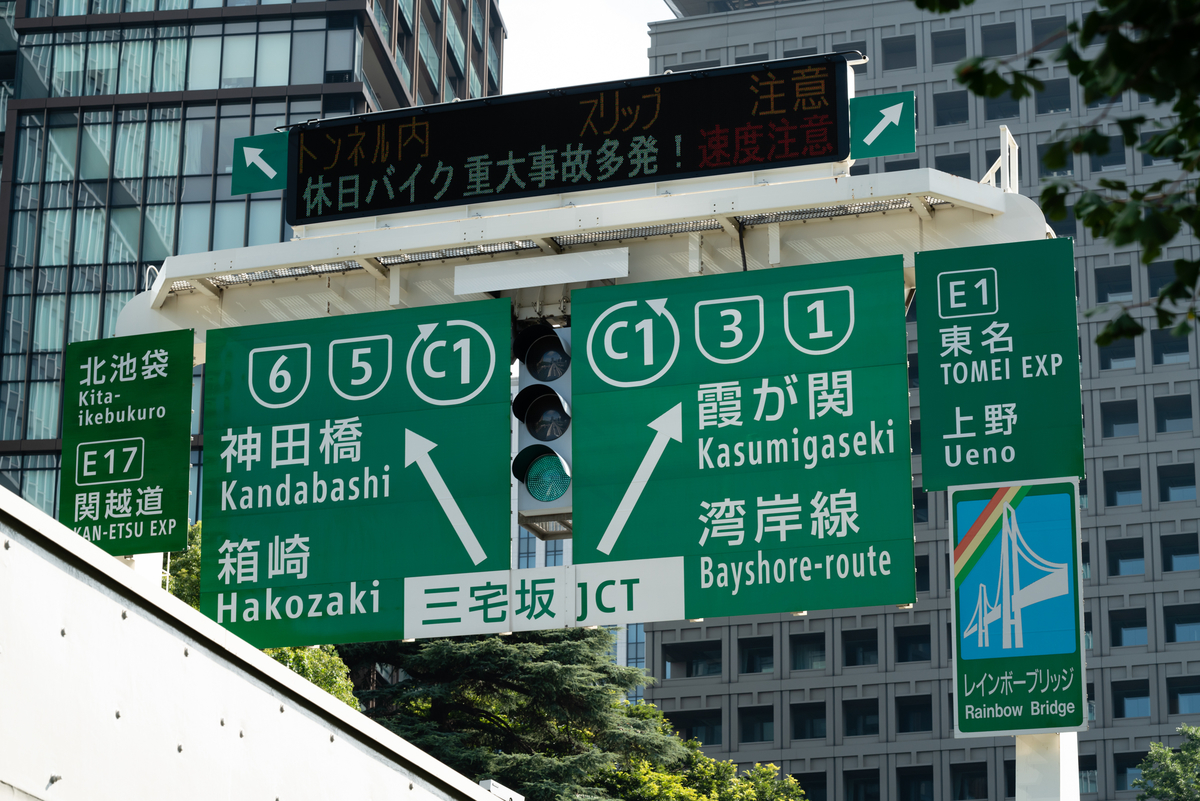 トンネル内 スリップ 注意
休日バイク重大事故多発！ 速度注意
北池袋
Kita-
ikebukuro
E17
関越道
KAN-ETSU EXP
6 5 C1
神田橋
Kandabashi
箱崎
Hakozaki
C1 3 1
霞が関
Kasumigaseki
湾岸線
Bayshore-route
三宅坂 JCT
E1
東名
TOMEI EXP
上野
Ueno
レインボーブリッジ
Rainbow Bridge